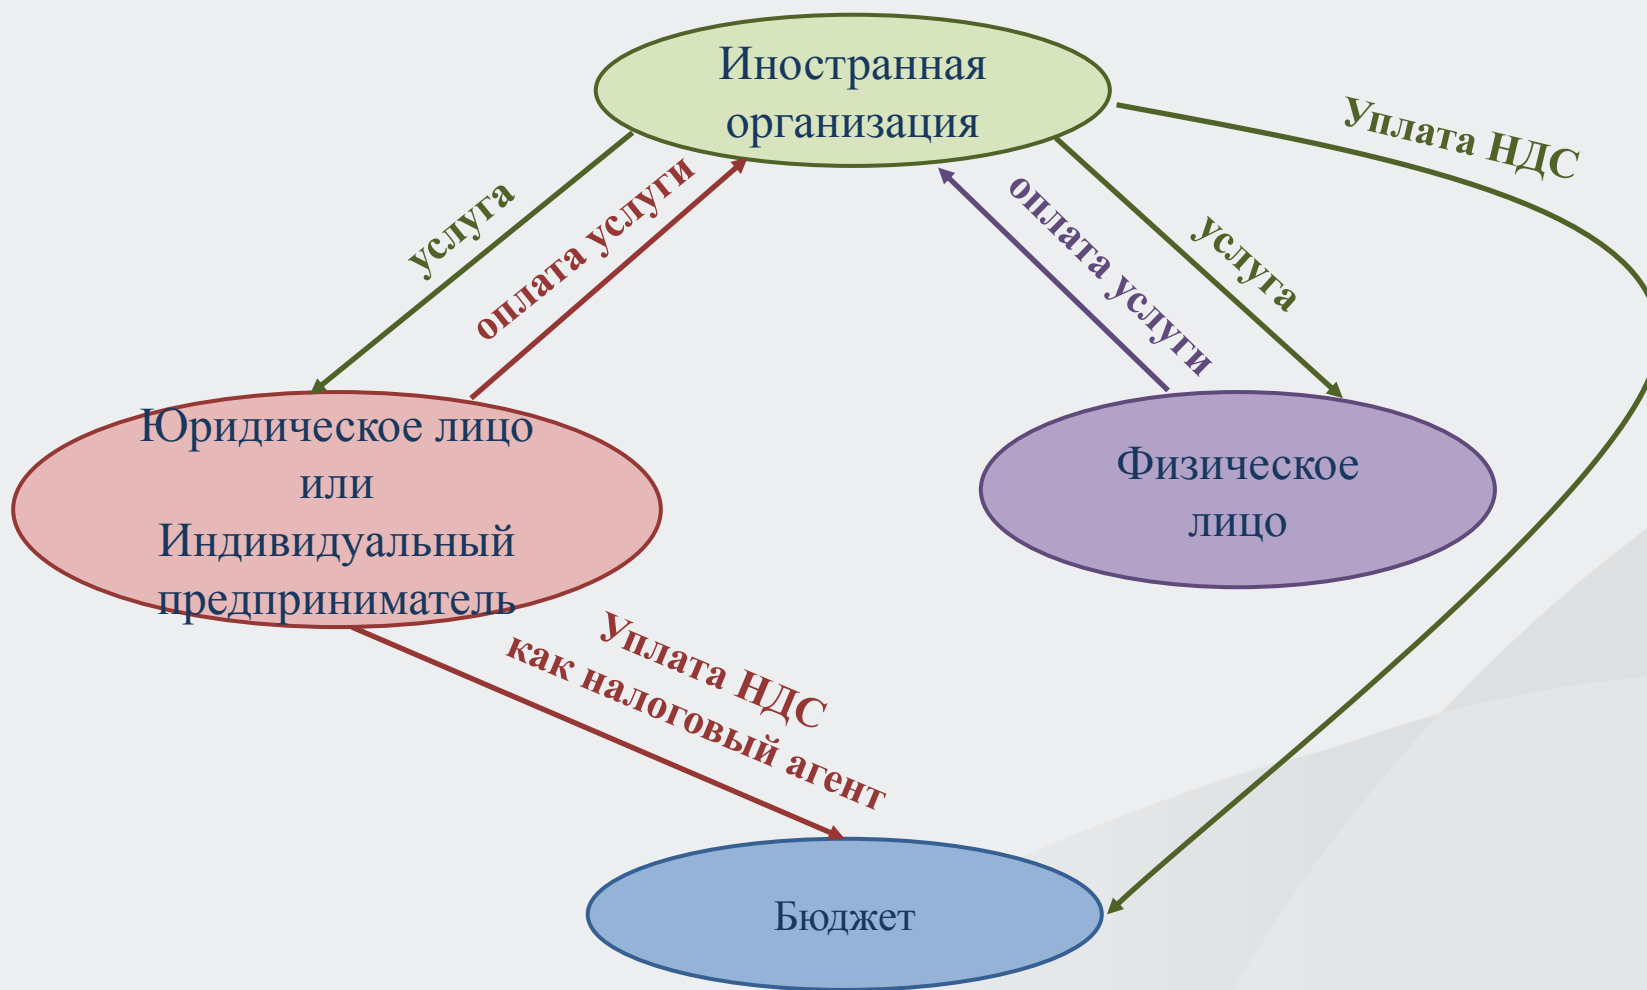 Иностранная
организация
Уплата НДС
услуга
оплата услуги
оплата услуги
услуга
Юридическое лицо
или
Индивидуальный
предприниматель
Физическое
лицо
Уплата НДС
как налоговый агент
Бюджет